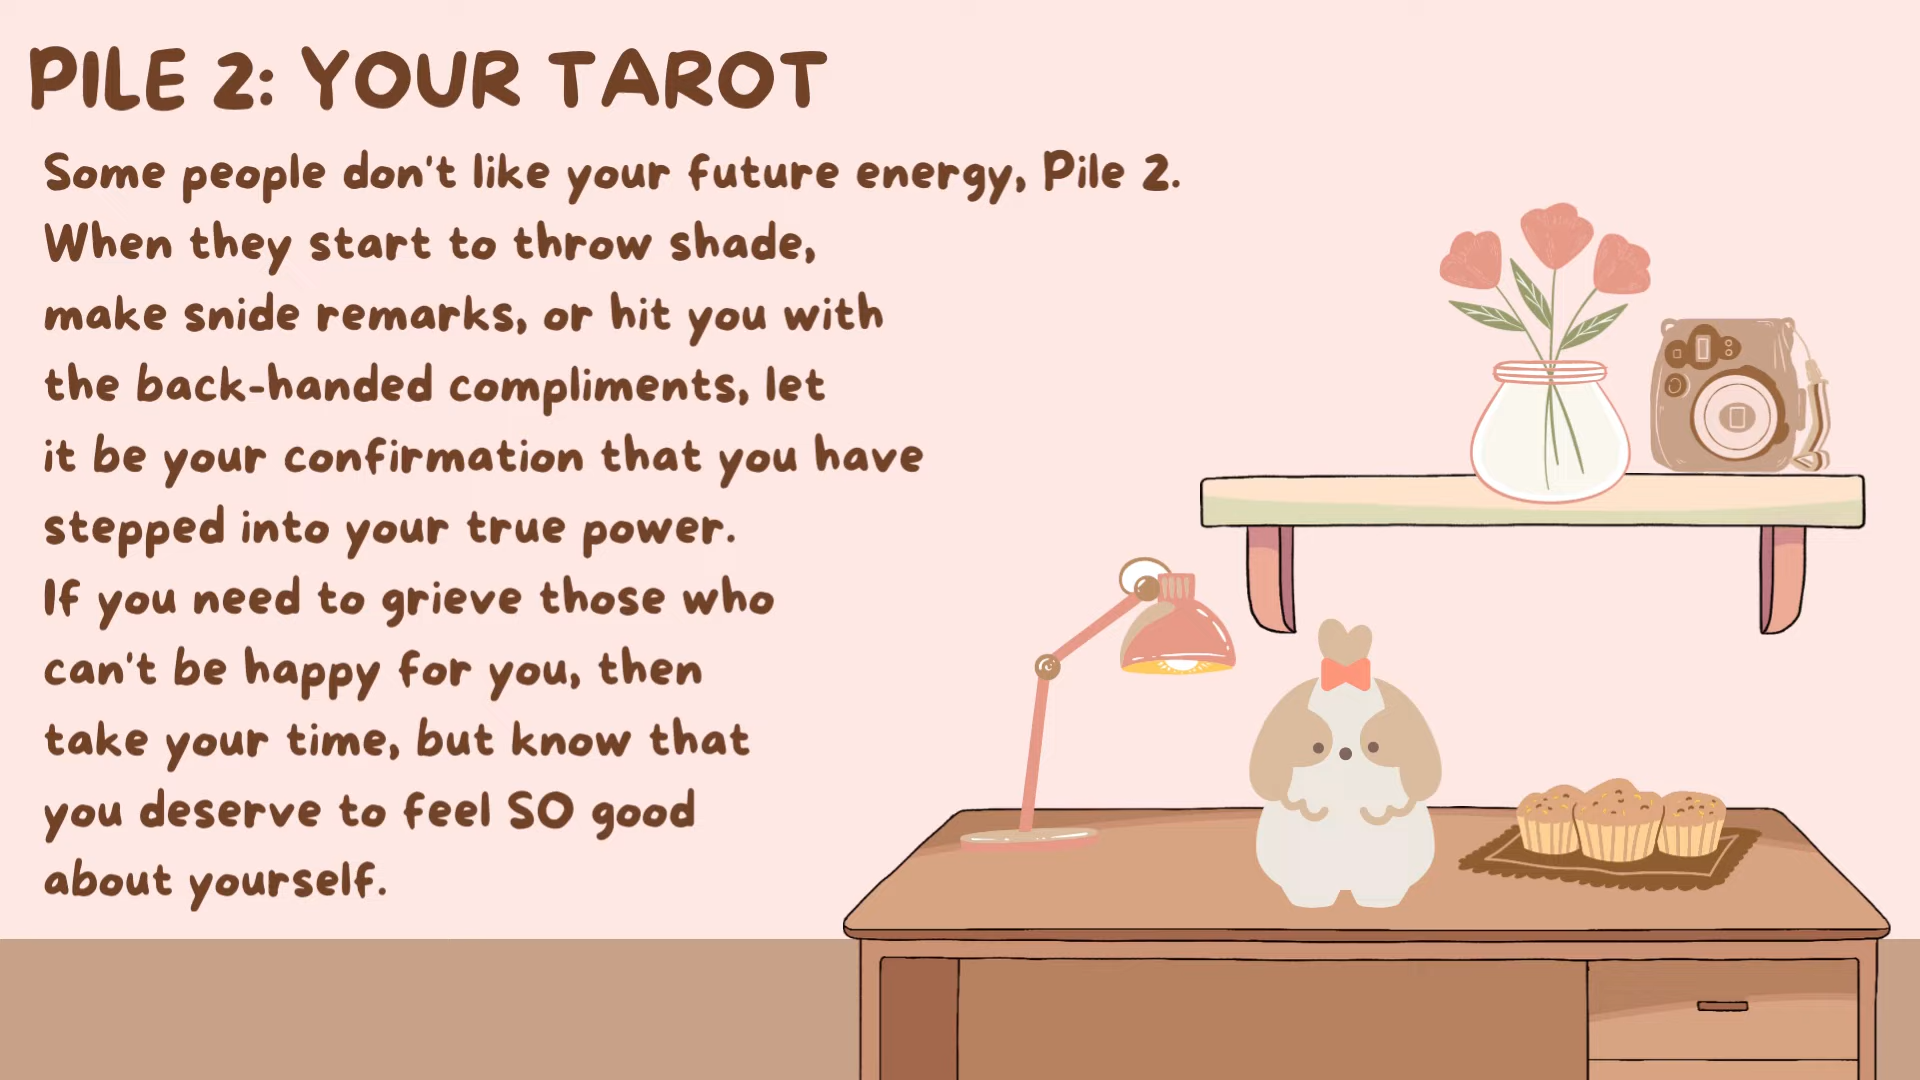 PILE 2: YOUR TAROT
Some people don't like your future energy, Pile 2.
When they start to throw shade,
make snide remarks, or hit you with
the back-handed compliments, let
it be your confirmation that you have
stepped into your true power.
If you need to grieve those who
can't be happy for you, then
take your time, but know that
you deserve to feel SO good
about yourself.